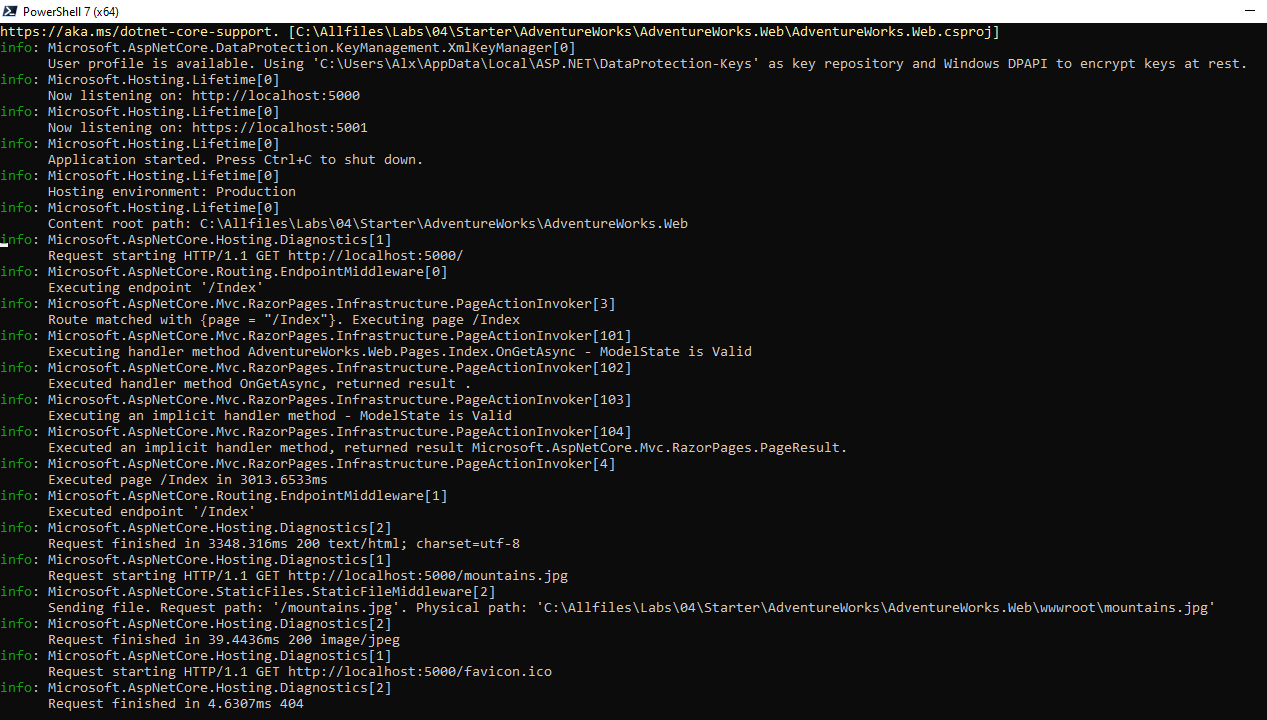 PowerShell 7 (x64)
https://aka.ms/dotnet-core-support. [C:\Allfiles\Labs\04\Starter\AdventureWorks\AdventureWorks.Web\AdventureWorks.Web.csproj]
info: Microsoft.AspNetCore.DataProtection.KeyManagement.XmlKeyManager[0]
User profile is available. Using 'C:\Users\Alx\AppData\Local\ASP.NET\DataProtection-Keys' as key repository and Windows DPAPI to encrypt keys at rest.
info: Microsoft.Hosting.Lifetime[0]
Now listening on: http://localhost:5000
info: Microsoft.Hosting.Lifetime[0]
Now listening on: https://localhost:5001
info: Microsoft.Hosting.Lifetime[0]
Application started. Press Ctrl+C to shut down.
info: Microsoft.Hosting.Lifetime[0]
Hosting environment: Production
info: Microsoft.Hosting.Lifetime[0]
Content root path: C:\Allfiles\Labs\04\Starter\AdventureWorks\AdventureWorks.Web
info: Microsoft.AspNetCore.Hosting.Diagnostics[1]
Request starting HTTP/1.1 GET http://localhost:5000/
info: Microsoft.AspNetCore.Routing.EndpointMiddleware[0]
Executing endpoint '/Index'
info: Microsoft.AspNetCore.Mvc.RazorPages.Infrastructure.PageActionInvoker[3]
Route matched with {page = "/Index"}. Executing page /Index
info: Microsoft.AspNetCore.Mvc.RazorPages.Infrastructure.PageActionInvoker[101]
Executing handler method AdventureWorks.Web.Pages.Index.OnGetAsync - ModelState is Valid
info: Microsoft.AspNetCore.Mvc.RazorPages.Infrastructure.PageActionInvoker[102]
Executed handler method OnGetAsync, returned result .
info: Microsoft.AspNetCore.Mvc.RazorPages.Infrastructure.PageActionInvoker[103]
Executing an implicit handler method - ModelState is Valid
info: Microsoft.AspNetCore.Mvc.RazorPages.Infrastructure.PageActionInvoker[104]
Executed an implicit handler method, returned result Microsoft.AspNetCore.Mvc.RazorPages.PageResult.
info: Microsoft.AspNetCore.Mvc.RazorPages.Infrastructure.PageActionInvoker[4]
Executed page /Index in 3013.6533ms
info: Microsoft.AspNetCore.Routing.EndpointMiddleware[1]
Executed endpoint '/Index'
info: Microsoft.AspNetCore.Hosting.Diagnostics[2]
Request finished in 3348.316ms 200 text/html; charset=utf-8
info: Microsoft.AspNetCore.Hosting.Diagnostics[1]
Request starting HTTP/1.1 GET http://localhost:5000/mountains.jpg
info: Microsoft.AspNetCore.StaticFiles.StaticFileMiddleware[2]
Sending file. Request path: '/mountains.jpg'. Physical path: 'C:\Allfiles\Labs\04\Starter\AdventureWorks\AdventureWorks.Web\wwwroot\mountains.jpg'
info: Microsoft.AspNetCore.Hosting.Diagnostics[2]
Request finished in 39.4436ms 200 image/jpeg
info: Microsoft.AspNetCore.Hosting.Diagnostics[1]
Request starting HTTP/1.1 GET http://localhost:5000/favicon.ico
info: Microsoft.AspNetCore.Hosting.Diagnostics[2]
Request finished in 4.6307ms 404